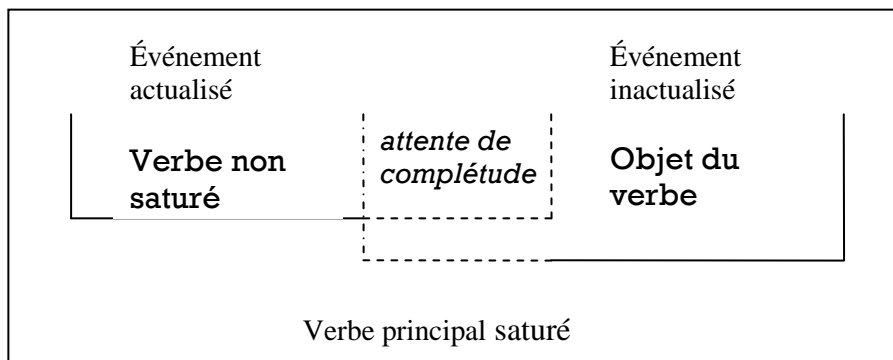 Événement
actualisé
Événement
inactualisé
Verbe non
saturé
attente de
complétude
Objet du
verbe
Verbe principal saturé